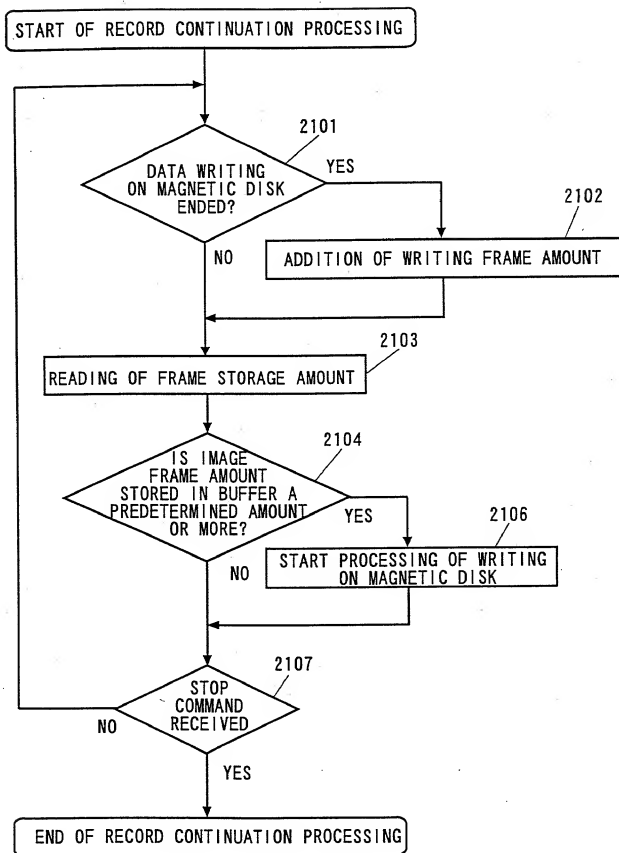 START OF RECORD CONTINUATION PROCESSING
2101
DATA WRITING
ON MAGNETIC DISK
ENDED?
YES
2102
NO
ADDITION OF WRITING FRAME AMOUNT
2103
READING OF FRAME STORAGE AMOUNT
2104
IS IMAGE
FRAME AMOUNT
STORED IN BUFFER A
PREDETERMINED AMOUNT
OR MORE?
YES
2106
NO
START PROCESSING OF WRITING
ON MAGNETIC DISK
2107
STOP
COMMAND
RECEIVED
NO
YES
END OF RECORD CONTINUATION PROCESSING